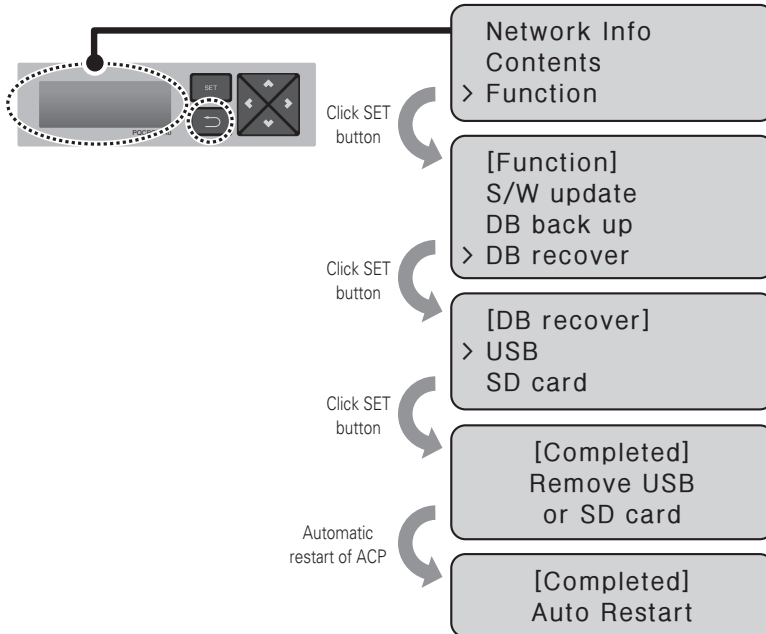 Network Info
Contents
> Function
SET
Click SET
button
[Function]
S/W update
DB back up
> DB recover
Click SET
button
[DB recover]
> USB
SD card
Click SET
button
[Completed]
Remove USB
or SD card
Automatic
restart of ACP
[Completed]
Auto Restart